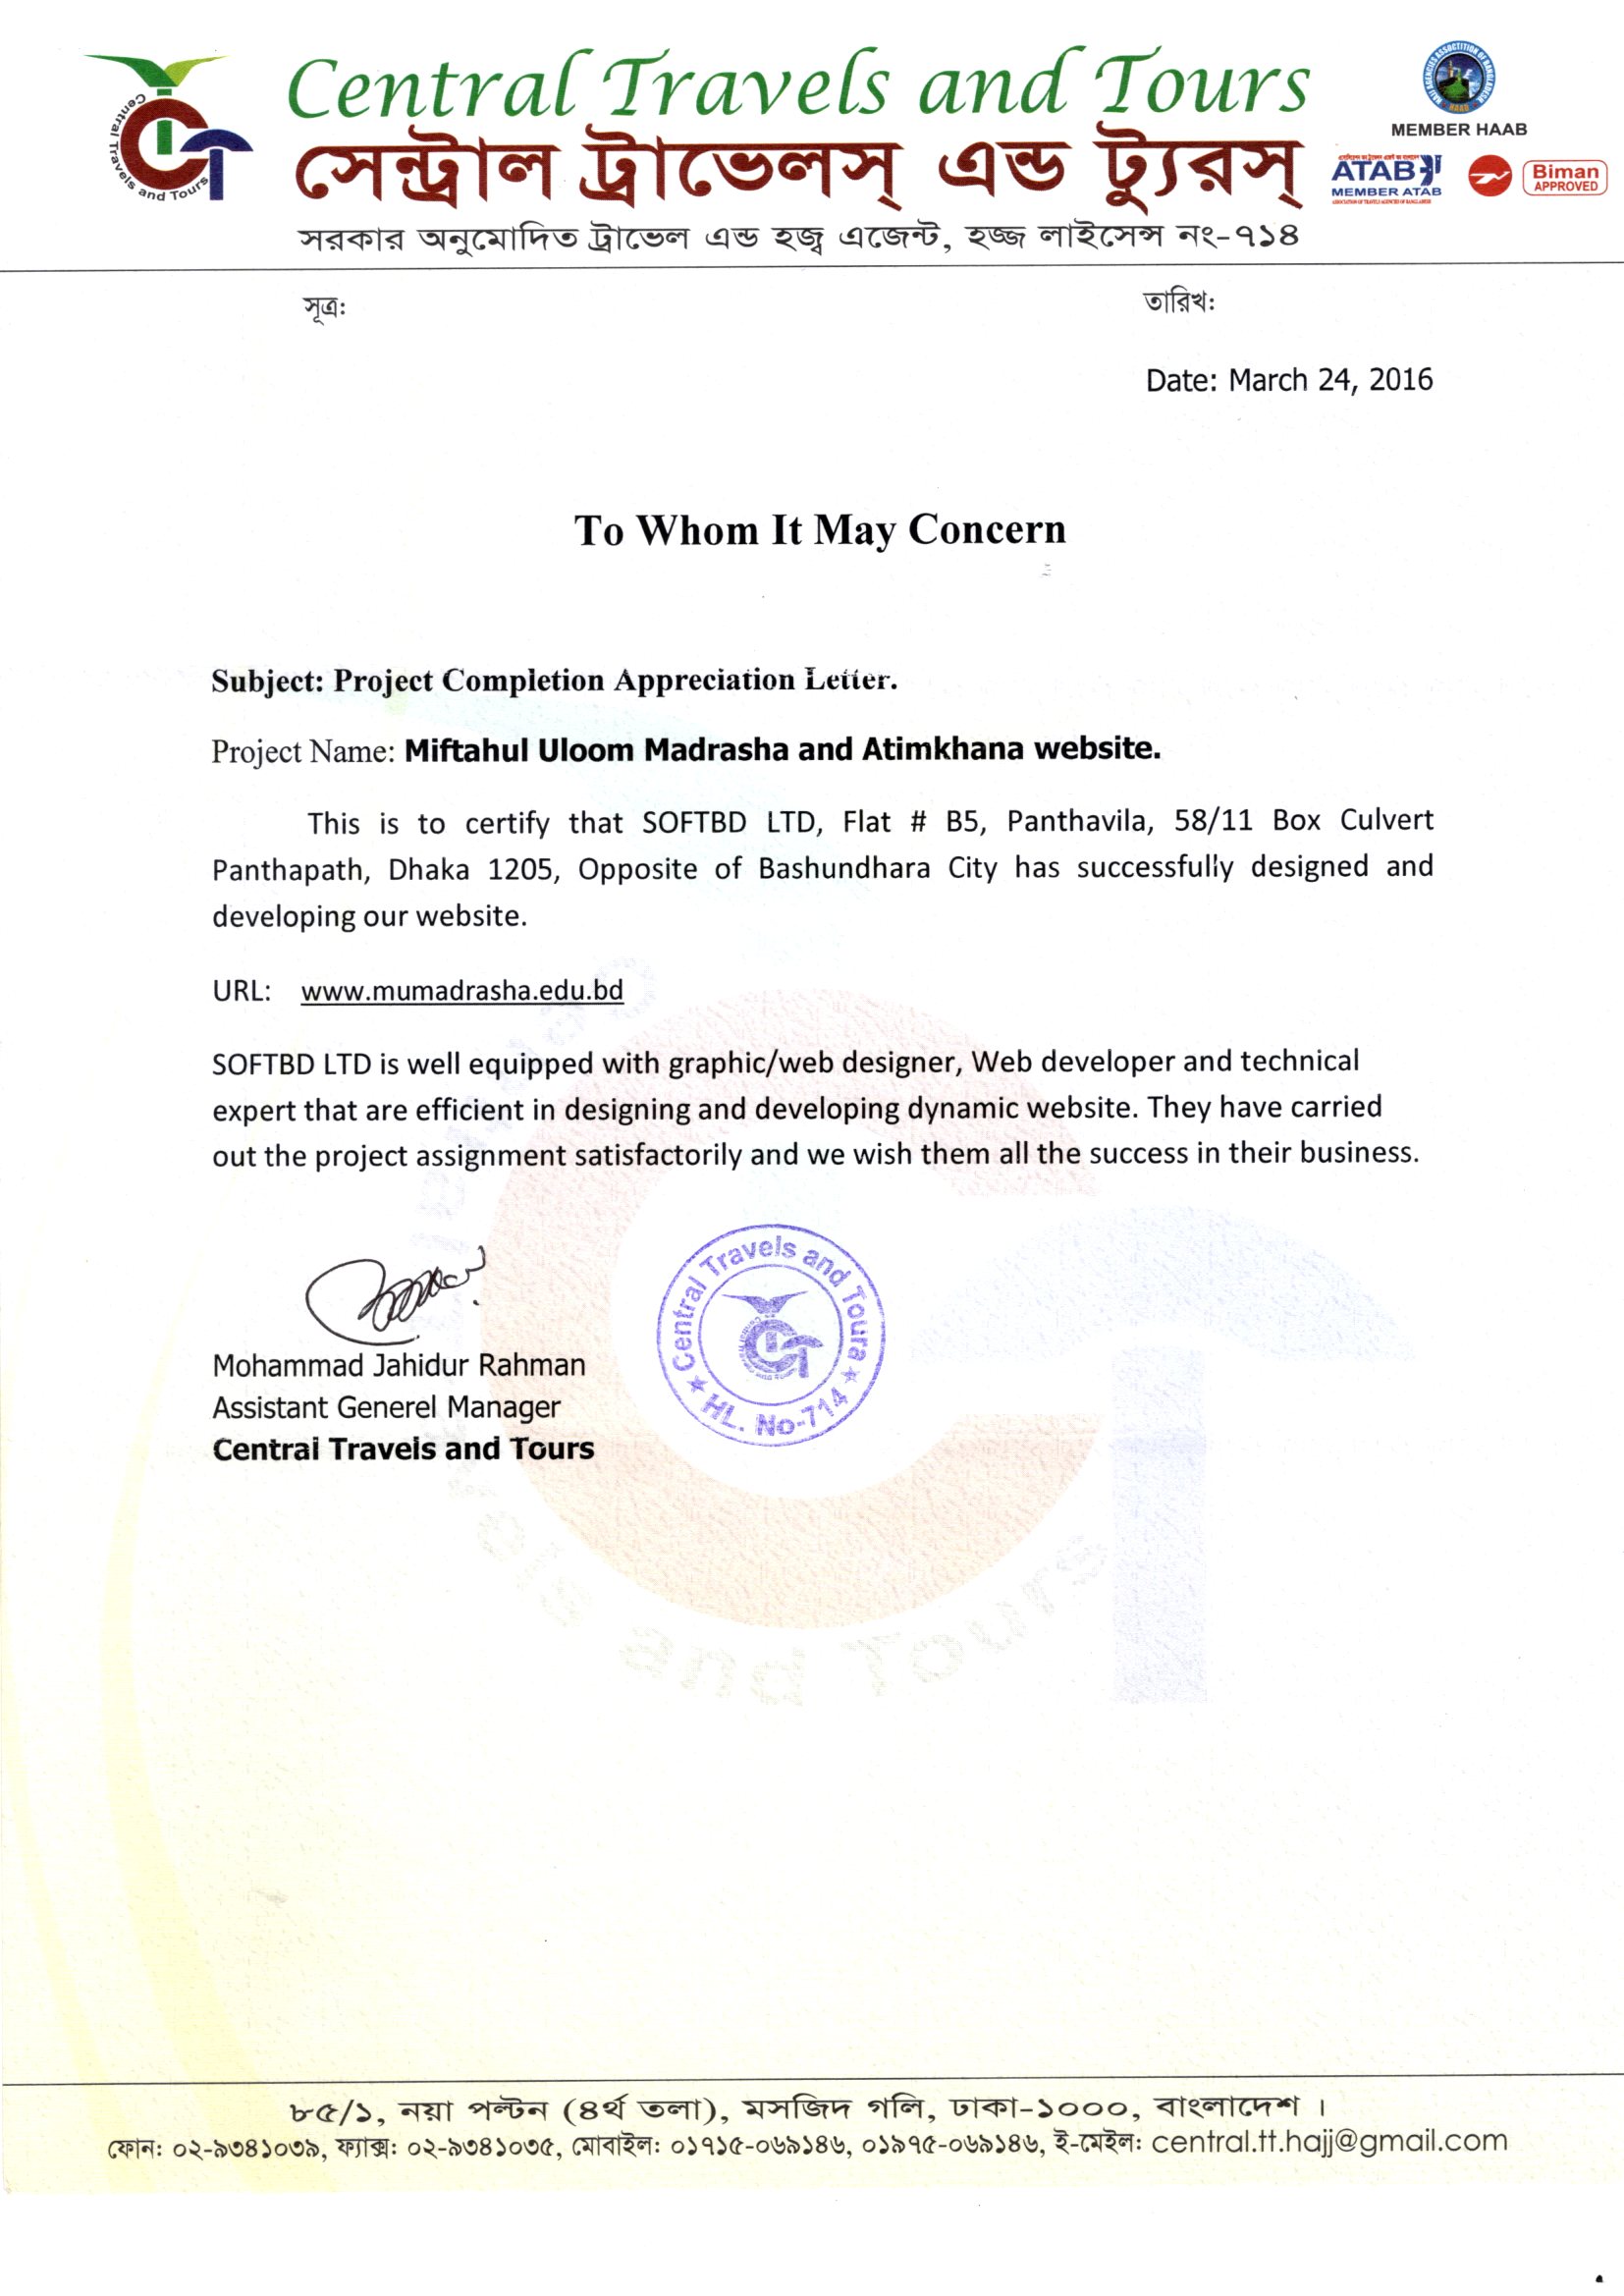 Central Travels and Tours
Central Travels and Tours
সেন্ট্রাল ট্রাভেলস্ এন্ড ট্যুরস্
সরকার অনুমোদিত ট্রাভেল এন্ড হজ্ব এজেন্ট, হজ্জ লাইসেন্স নং-৭১৪
MEMBER HAAB
ATAB
MEMBER ATAB
Biman
APPROVED
সূত্র:
তারিখ:
Date: March 24, 2016
To Whom It May Concern
Subject: Project Completion Appreciation Letter.
Project Name: Miftahul Uloom Madrasha and Atimkhana website.
This is to certify that SOFTBD LTD, Flat # B5, Panthavila, 58/11 Box Culvert
Panthapath, Dhaka 1205, Opposite of Bashundhara City has successfully designed and
developing our website.
URL: www.mumadrasha.edu.bd
SOFTBD LTD is well equipped with graphic/web designer, Web developer and technical
expert that are efficient in designing and developing dynamic website. They have carried
out the project assignment satisfactorily and we wish them all the success in their business.
Central Travels and Toura
HL. No-714
Mohammad Jahidur Rahman
Assistant Generel Manager
Central Travels and Tours
৮৫/১, নয়া পল্টন (৪র্থ তলা), মসজিদ গলি, ঢাকা-১০০০, বাংলাদেশ ।
ফোন: ০২-৯৩৪১০৩৯, ফ্যাক্স: ০২-৯৩৪১০৩৫, মোবাইল: ০১৭১৫-০৬৯১৪৬, ০১৯৭৫-০৬৯১৪৬, ই-মেইল: central.tt.hajj@gmail.com